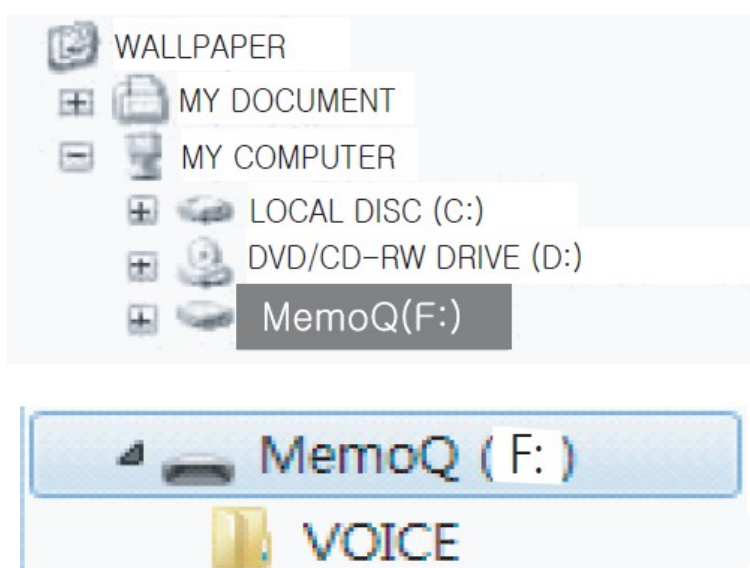 WALLPAPER
MY DOCUMENT
MY COMPUTER
LOCAL DISC (C:)
DVD/CD-RW DRIVE (D:)
MemoQ(F:)
MemoQ ( F: )
VOICE